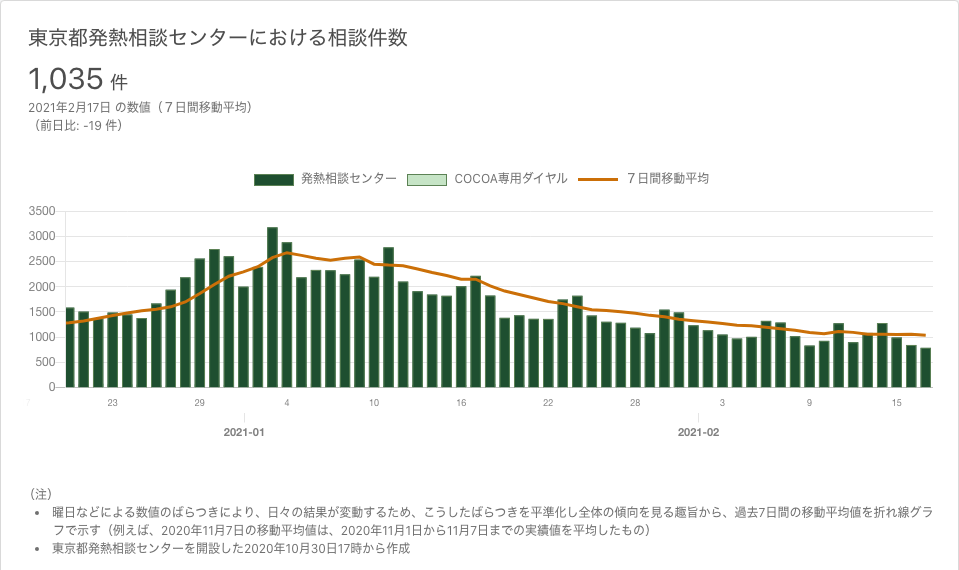 東京都発熱相談センターにおける相談件数
1,035 件
2021年2月17日 の数値（７日間移動平均）
（前日比: -19 件）
発熱相談センター COCOA専用ダイヤル ７日間移動平均
3500
3000
2500
2000
1500
1000
500
0
23 29 4 10 16 22 28 3 9 15
2021-01 2021-02
（注）
• 曜日などによる数値のばらつきにより、日々の結果が変動するため、こうしたばらつきを平準化し全体の傾向を見る趣旨から、過去7日間の移動平均値を折れ線グラ
フで示す（例えば、2020年11月7日の移動平均値は、2020年11月1日から11月7日までの実績値を平均したもの）
• 東京都発熱相談センターを開設した2020年10月30日17時から作成